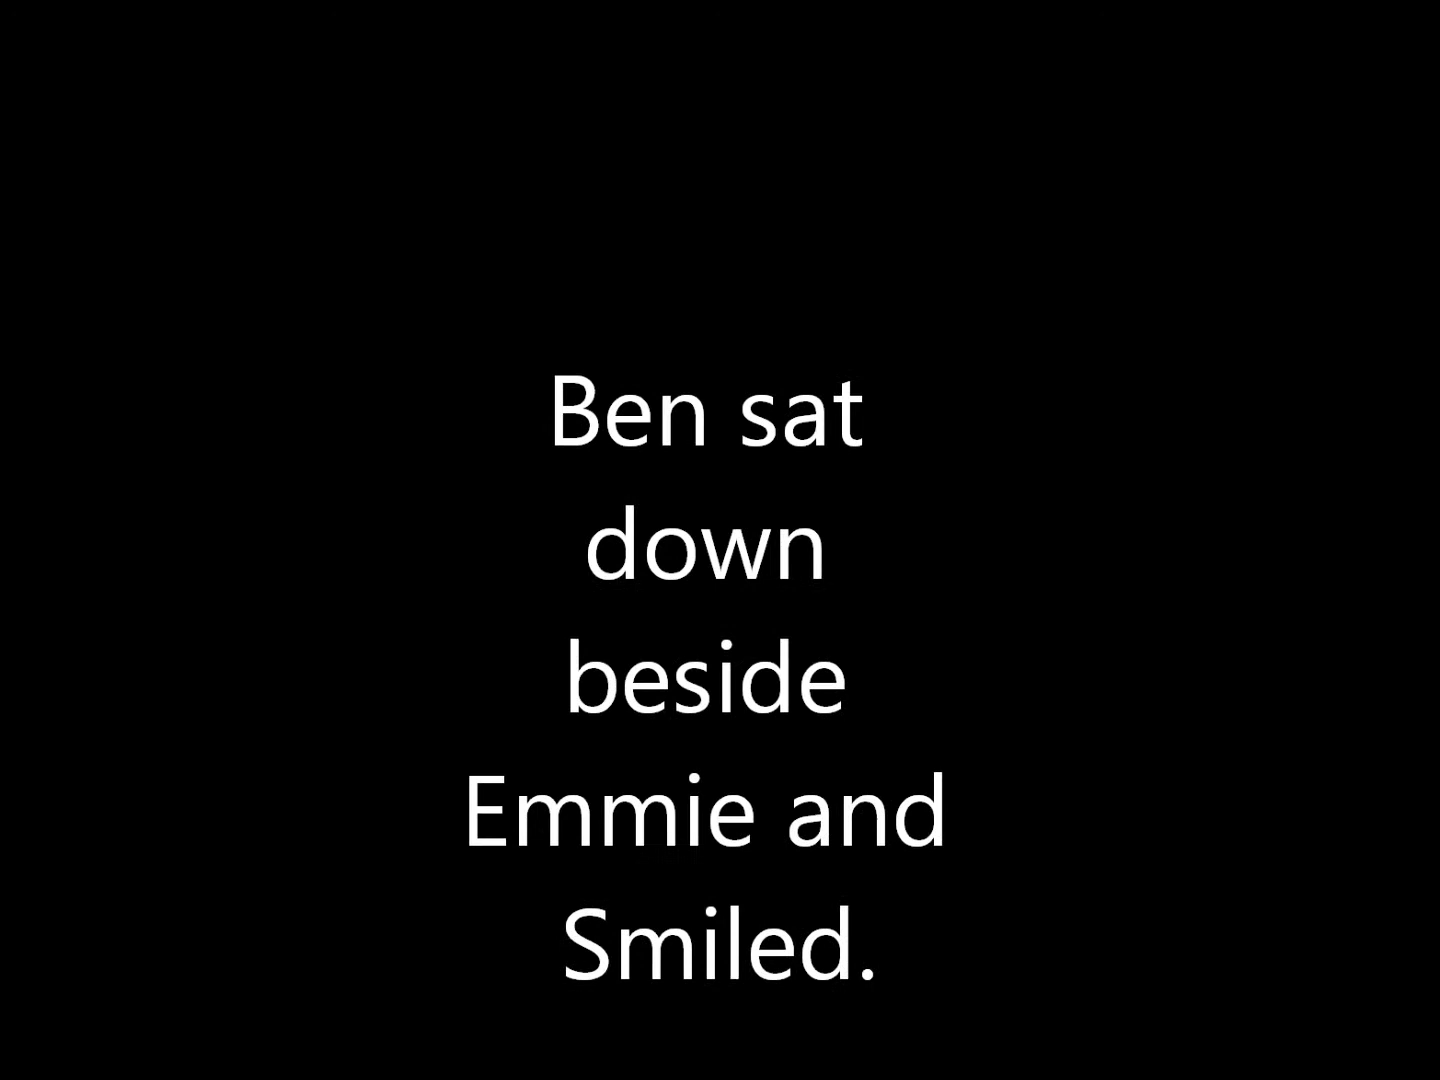 Ben sat
down
beside
Emmie and
Smiled.